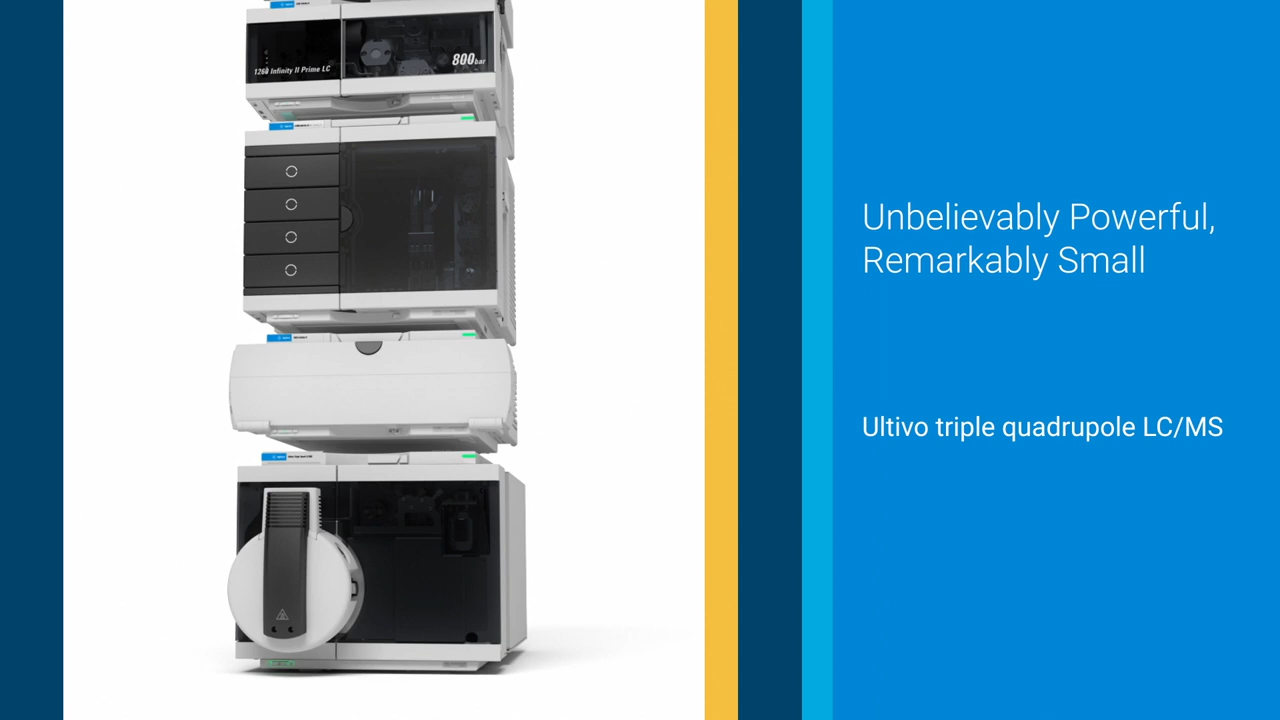 1260 Infinity II Prime LC
800bar
Unbelievably Powerful,
Remarkably Small
Ultivo triple quadrupole LC/MS